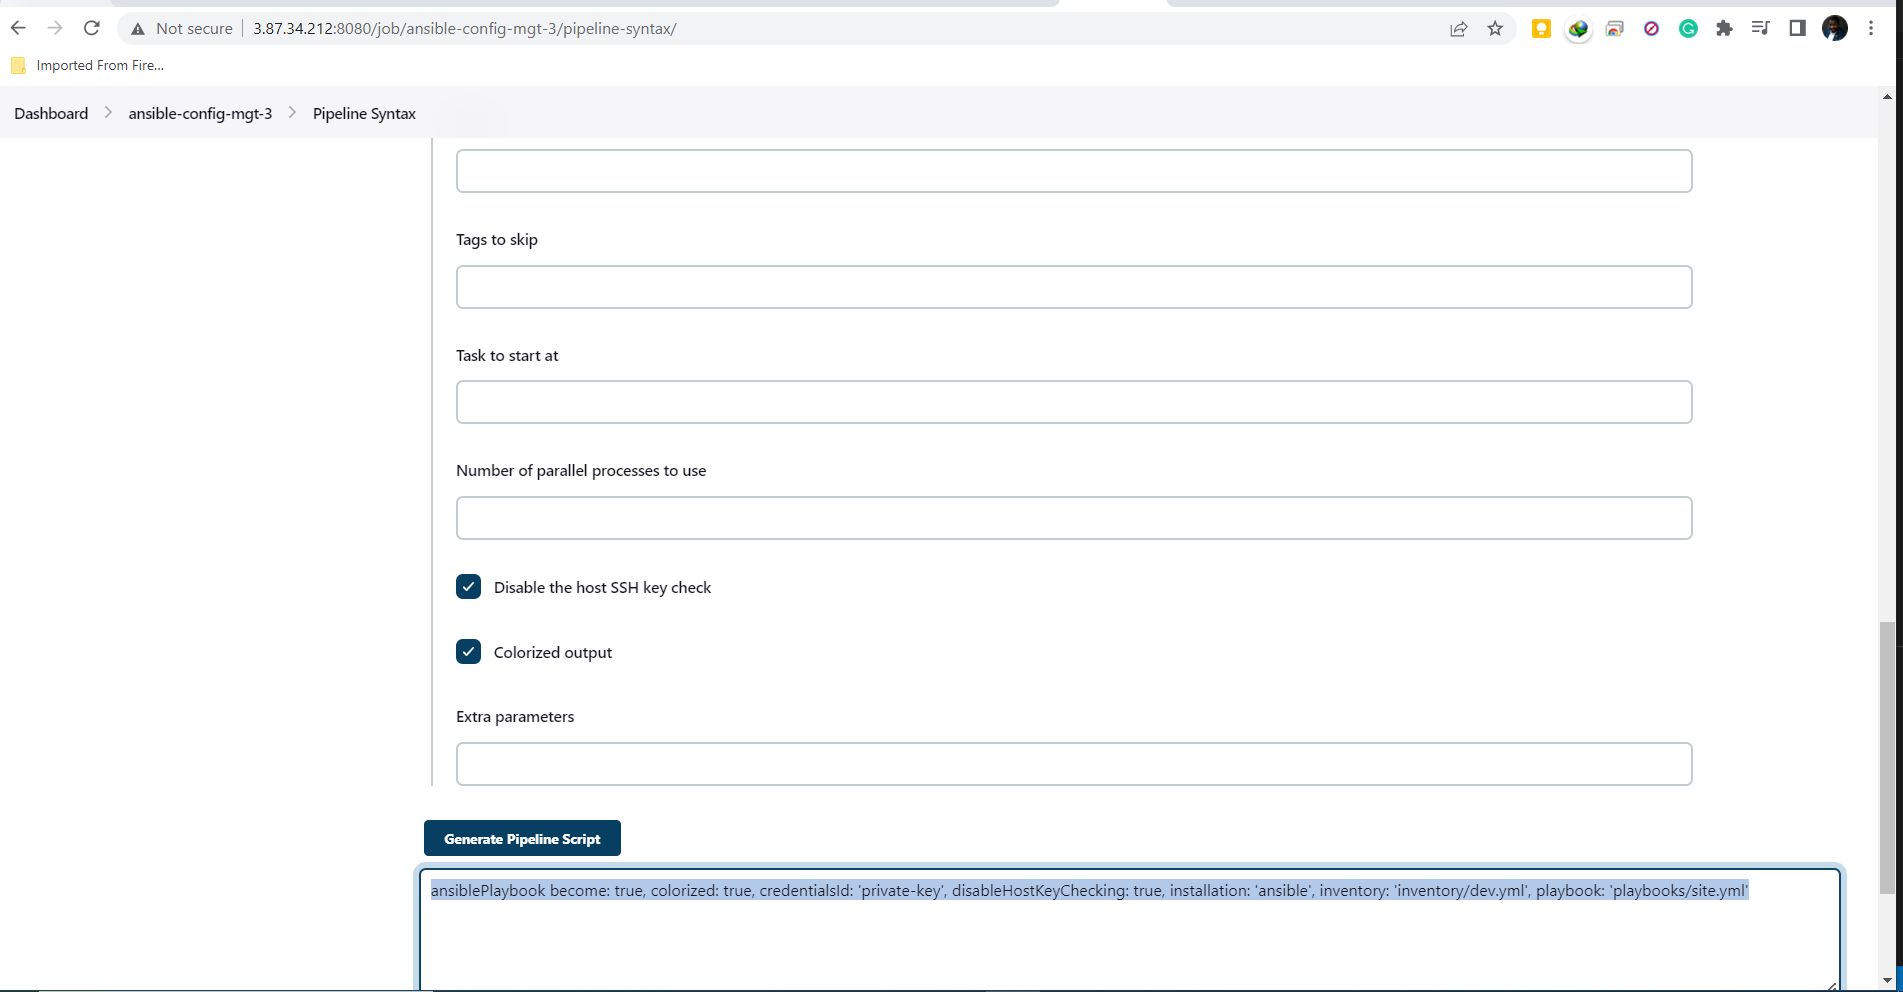 Not secure
3.87.34.212:8080/job/ansible-config-mgt-3/pipeline-syntax/
Imported From Fire...
Dashboard
ansible-config-mgt-3
Pipeline Syntax
Tags to skip
Task to start at
Number of parallel processes to use
Disable the host SSH key check
Colorized output
Extra parameters
Generate Pipeline Script
ansiblePlaybook become: true, colorized: true, credentialsId: 'private-key', disableHostKeyChecking: true, installation: 'ansible', inventory: 'inventory/dev.yml', playbook: 'playbooks/site.yml'